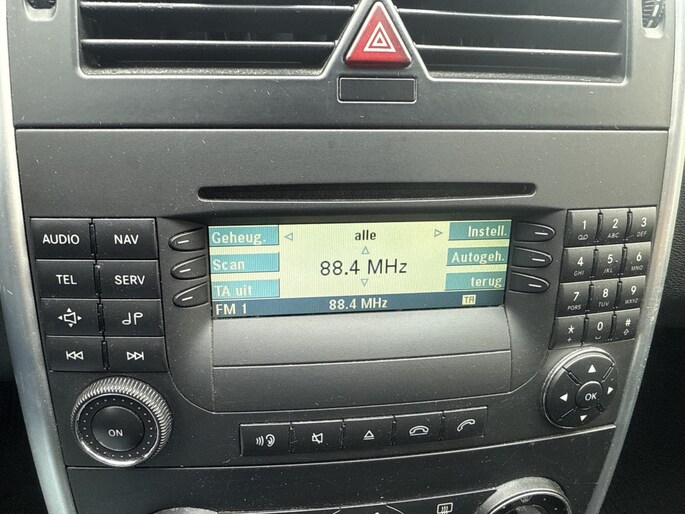 AUDIO NAV
TEL SERV
Geheug. alle Instell.
Scan 88.4 MHz Autogeh.
TA uit terug
FM 1 88.4 MHz TA
1 2 ABC 3 DEF
4 GHI 5 JKL 6 MNO
7 PQRS 8 TUV 9 WXYZ
* 0 #
ON
OK